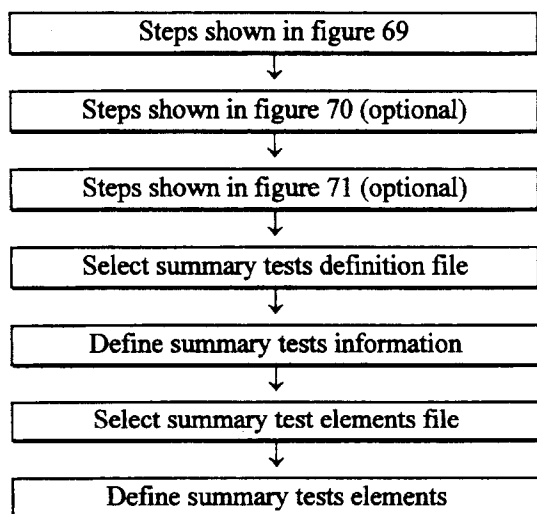 Steps shown in figure 69
Steps shown in figure 70 (optional)
Steps shown in figure 71 (optional)
Select summary tests definition file
Define summary tests information
Select summary test elements file
Define summary tests elements